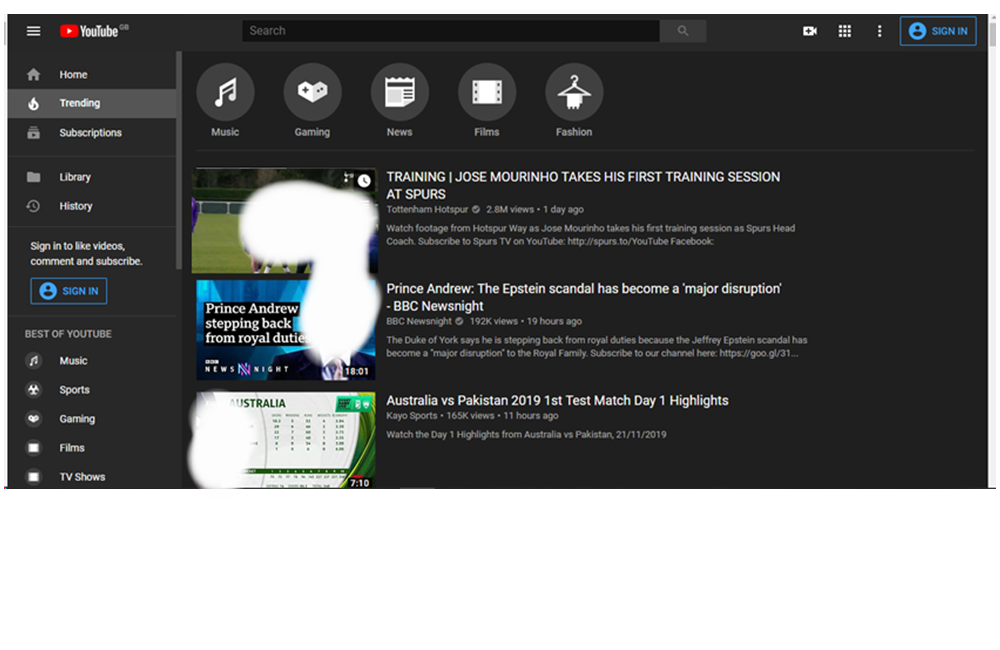 YouTube GB
Search
SIGN IN
Home
Trending
Subscriptions
Library
History
Sign in to like videos,
comment and subscribe.
SIGN IN
BEST OF YOUTUBE
Music
Sports
Gaming
Films
TV Shows
Music
Gaming
News
Films
Fashion
TRAINING | JOSE MOURINHO TAKES HIS FIRST TRAINING SESSION
AT SPURS
Tottenham Hotspur 2.8M views • 1 day ago
Watch footage from Hotspur Way as Jose Mourinho takes his first training session as Spurs Head
Coach. Subscribe to Spurs TV on YouTube: http://spurs.to/YouTube Facebook:
Prince Andrew
stepping back
from royal dutie
BBC
NEWSNIGHT
18:01
Prince Andrew: The Epstein scandal has become a 'major disruption'
- BBC Newsnight
BBC Newsnight 192K views • 19 hours ago
The Duke of York says he is stepping back from royal duties because the Jeffrey Epstein scandal has
become a "major disruption" to the Royal Family. Subscribe to our channel here: https://goo.gl/31...
AUSTRALIA
7:10
Australia vs Pakistan 2019 1st Test Match Day 1 Highlights
Kayo Sports • 165K views • 11 hours ago
Watch the Day 1 Highlights from Australia vs Pakistan, 21/11/2019